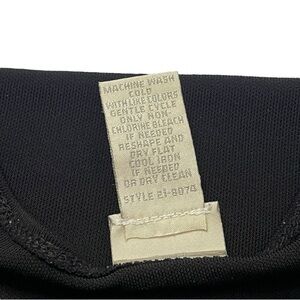 MACHINE WASH
COLD
WITH LIKE COLORS
GENTLE CYCLE
ONLY NON-
CHLORINE BLEACH
IF NEEDED
RESHAPE AND
DRY FLAT
COOL IRON
IF NEEDED
OR DRY CLEAN
STYLE 21-8074